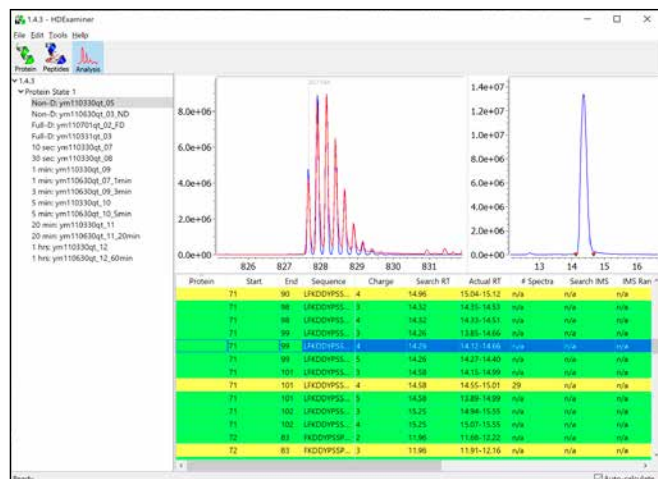 1.4.3 - HDExaminer
File Edit Tools Help
Protein Peptides Analysis
1.4.3
Protein State 1
Non-D: ym110330qt_05
Non-D: ym110630qt_03_ND
Full-D: ym110701qt_02_FD
Full-D: ym110331qt_03
10 sec: ym110330qt_07
30 sec: ym110330qt_08
1 min: ym110330qt_09
1 min: ym110630qt_07_1min
3 min: ym110630qt_09_3min
5 min: ym110330qt_10
5 min: ym110630qt_10_5min
20 min: ym110330qt_11
20 min: ym110630qt_11_20min
1 hrs: ym110330qt_12
1 hrs: ym110630qt_12_60min
8.0e+06
6.0e+06
4.0e+06
2.0e+06
0.0e+00
826 827 828 829 830 831
1.4e+07
1.2e+07
1.0e+07
8.0e+06
6.0e+06
4.0e+06
2.0e+06
0.0e+00
13 14 15 16
Protein Start End Sequence Charge Search RT Actual RT # Spectra Search IMS IMS Ran
71 90 LFKDDYPSS... 4 14.96 15.04-15.12 n/a n/a n/a
71 98 LFKDDYPSS... 3 14.32 14.35-14.53 n/a n/a n/a
71 98 LFKDDYPSS... 4 14.32 14.33-14.51 n/a n/a n/a
71 99 LFKDDYPSS... 3 14.26 13.85-14.66 n/a n/a n/a
71 99 LFKDDYPSS... 4 14.26 14.12-14.66 n/a n/a n/a
71 99 LFKDDYPSS... 5 14.26 14.27-14.40 n/a n/a n/a
71 101 LFKDDYPSS... 3 14.58 14.15-14.99 n/a n/a n/a
71 101 LFKDDYPSS... 4 14.58 14.55-15.01 29 n/a n/a
71 101 LFKDDYPSS... 5 14.58 13.89-14.99 n/a n/a n/a
71 102 LFKDDYPSS... 3 15.25 14.94-15.55 n/a n/a n/a
71 102 LFKDDYPSS... 4 15.25 15.07-15.55 n/a n/a n/a
72 83 FKDDYPSSP... 2 11.96 11.68-12.22 n/a n/a n/a
72 83 FKDDYPSSP... 3 11.96 11.91-12.16 n/a n/a n/a
Ready
Auto-calculate